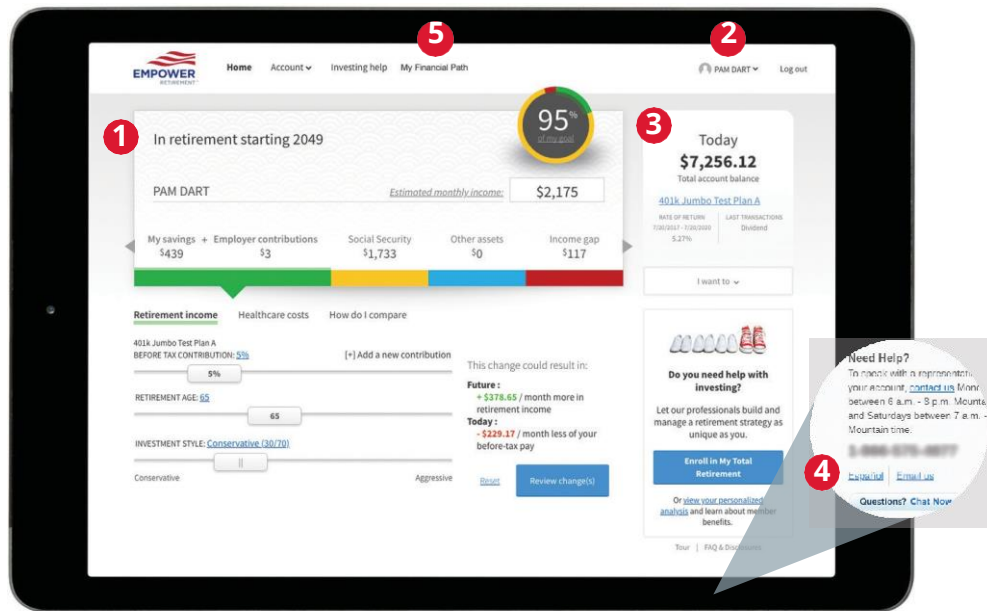 5
2
EMPOWER
RETIREMENT
Home Account Investing help My Financial Path
PAM DART Log out
1
In retirement starting 2049
95%
of my goal
PAM DART
Estimated monthly income: $2,175
My savings + Employer contributions Social Security Other assets Income gap
$439 $3 $1,733 $0 $117
3
Today
$7,256.12
Total account balance
401k Jumbo Test Plan A
RATE OF RETURN LAST TRANSACTIONS
7/20/2017 - 7/20/2020 Dividend
5.27%
I want to
Retirement income Healthcare costs How do I compare
401k Jumbo Test Plan A
BEFORE TAX CONTRIBUTION: 5% [+] Add a new contribution
5%
RETIREMENT AGE: 65
65
INVESTMENT STYLE: Conservative (30/70)
Conservative Aggressive
This change could result in:
Future :
+ $378.65 / month more in
retirement income
Today :
- $229.17 / month less of your
before-tax pay
Reset Review change(s)
Do you need help with
investing?
Let our professionals build and
manage a retirement strategy as
unique as you.
Enroll in My Total
Retirement
Or view your personalized
analysis and learn about member
benefits.
Tour | FAQ &
Need Help?
To speak with a
your account, contact us
between 6 a.m. - 8 p.m.
and Saturdays between 7 a.m. -
Mountain time.
4
Español Email us
Questions? Chat Now